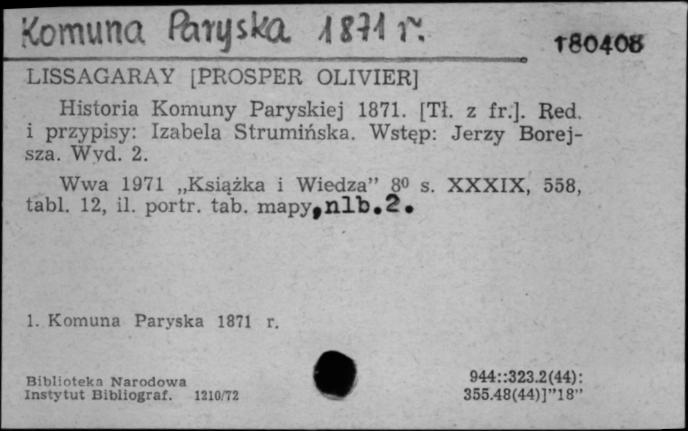 Komuna Paryska 1871 r.
T80408
LISSAGARAY [PROSPER OLIVIER]
Historia Komuny Paryskiej 1871. [Tł. z fr.]. Red.
i przypisy: Izabela Strumińska. Wstęp: Jerzy Borej-
sza. Wyd. 2.
Wwa 1971 „Książka i Wiedza” 8⁰ s. XXXIX, 558,
tabl. 12, il. portr. tab. mapy,nlb.2.
1. Komuna Paryska 1871 r.
Biblioteka Narodowa
Instytut Bibliograf. 1210/72
944::323.2(44):
355.48(44)]”18”